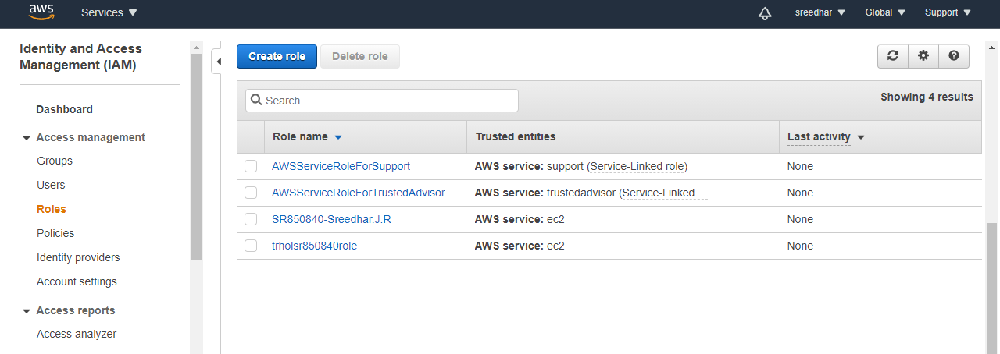 aws
Services
sreedhar
Global
Support
Identity and Access
Management (IAM)
Dashboard
Access management
Groups
Users
Roles
Policies
Identity providers
Account settings
Access reports
Access analyzer
Create role
Delete role
Search
Showing 4 results
Role name Trusted entities Last activity
AWSServiceRoleForSupport AWS service: support (Service-Linked role) None
AWSServiceRoleForTrustedAdvisor AWS service: trustedadvisor (Service-Linked … None
SR850840-Sreedhar.J.R AWS service: ec2 None
trholsr850840role AWS service: ec2 None